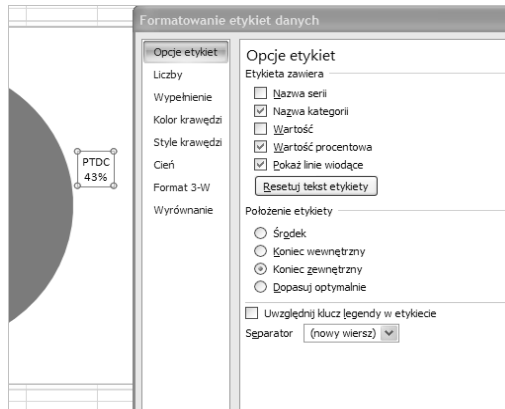 Formatowanie etykiet danych
Opcje etykiet
Liczby
Wypełnienie
Kolor krawędzi
Style krawędzi
Cień
Format 3-W
Wyrównanie
Opcje etykiet
Etykieta zawiera
Nazwa serii
Nazwa kategorii
Wartość
Wartość procentowa
Pokaż linie wiodące
Resetuj tekst etykiety
Położenie etykiety
Środek
Koniec wewnętrzny
Koniec zewnętrzny
Dopasuj optymalnie
Uwzględnij klucz legendy w etykiecie
Separator (nowy wiersz)
PTDC
43%